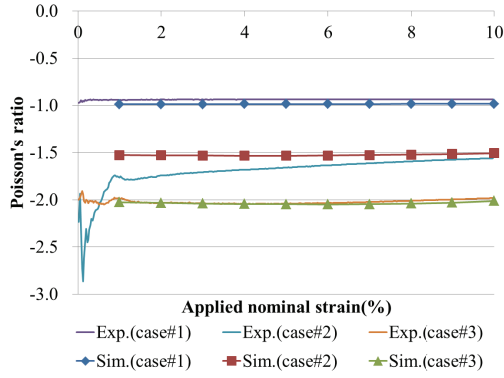 0.0
0 2 4 6 8 10
-0.5
-1.0
-1.5
-2.0
-2.5
-3.0
Poisson's ratio
Applied nominal strain(%)
Exp.(case#1) Exp.(case#2) Exp.(case#3)
Sim.(case#1) Sim.(case#2) Sim.(case#3)